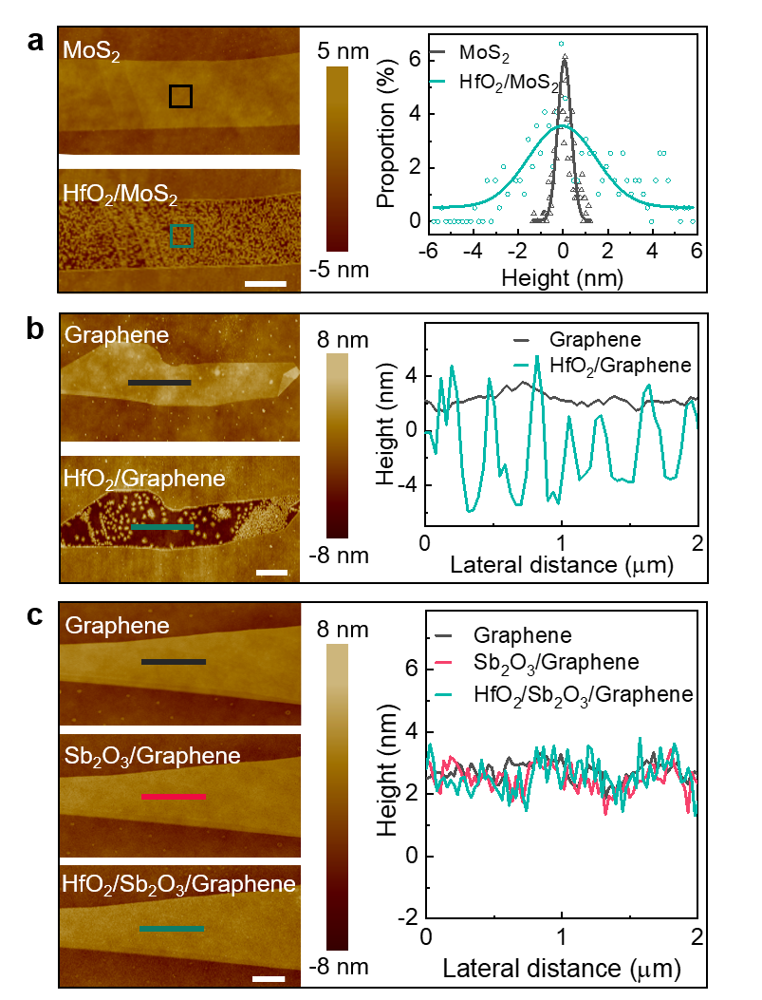 a
MoS₂
HfO₂/MoS₂
5 nm
-5 nm
MoS₂
HfO₂/MoS₂
Proportion (%)
6
4
2
0
-6 -4 -2 0 2 4 6
Height (nm)
b
Graphene
HfO₂/Graphene
8 nm
-8 nm
Graphene
HfO₂/Graphene
Height (nm)
4
0
-4
0 1 2
Lateral distance (μm)
c
Graphene
Sb₂O₃/Graphene
HfO₂/Sb₂O₃/Graphene
8 nm
-8 nm
Graphene
Sb₂O₃/Graphene
HfO₂/Sb₂O₃/Graphene
Height (nm)
6
4
2
0
-2
0 1 2
Lateral distance (μm)